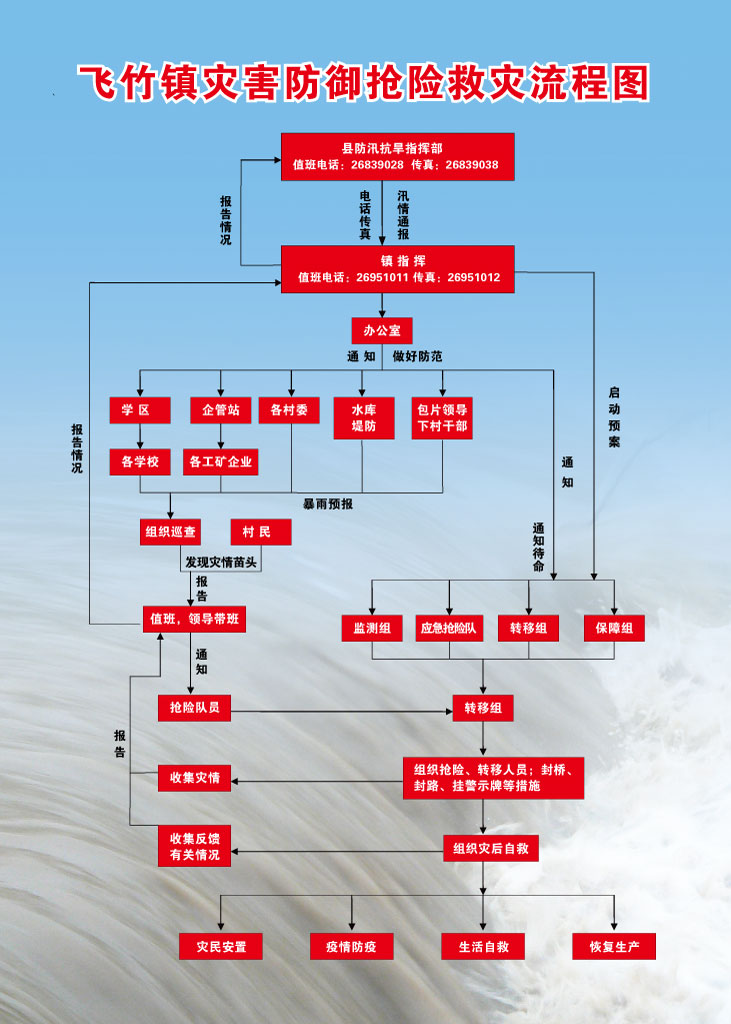 飞竹镇灾害防御抢险救灾流程图
县防汛抗旱指挥部
值班电话：26839028 传真：26839038
报告情况
电话传真
汛情通报
镇 指 挥
值班电话：26951011 传真：26951012
办公室
通 知 做好防范
学 区
企管站
各村委
水库
堤防
包片领导
下村干部
启动预案
报告情况
各学校
各工矿企业
通知
暴雨预报
组织巡查
村 民
通知待命
发现灾情苗头
报告
值班，领导带班
监测组
应急抢险队
转移组
保障组
通知
抢险队员
转移组
报告
收集灾情
组织抢险、转移人员；封桥、
封路、挂警示牌等措施
收集反馈
有关情况
组织灾后自救
灾民安置
疫情防疫
生活自救
恢复生产